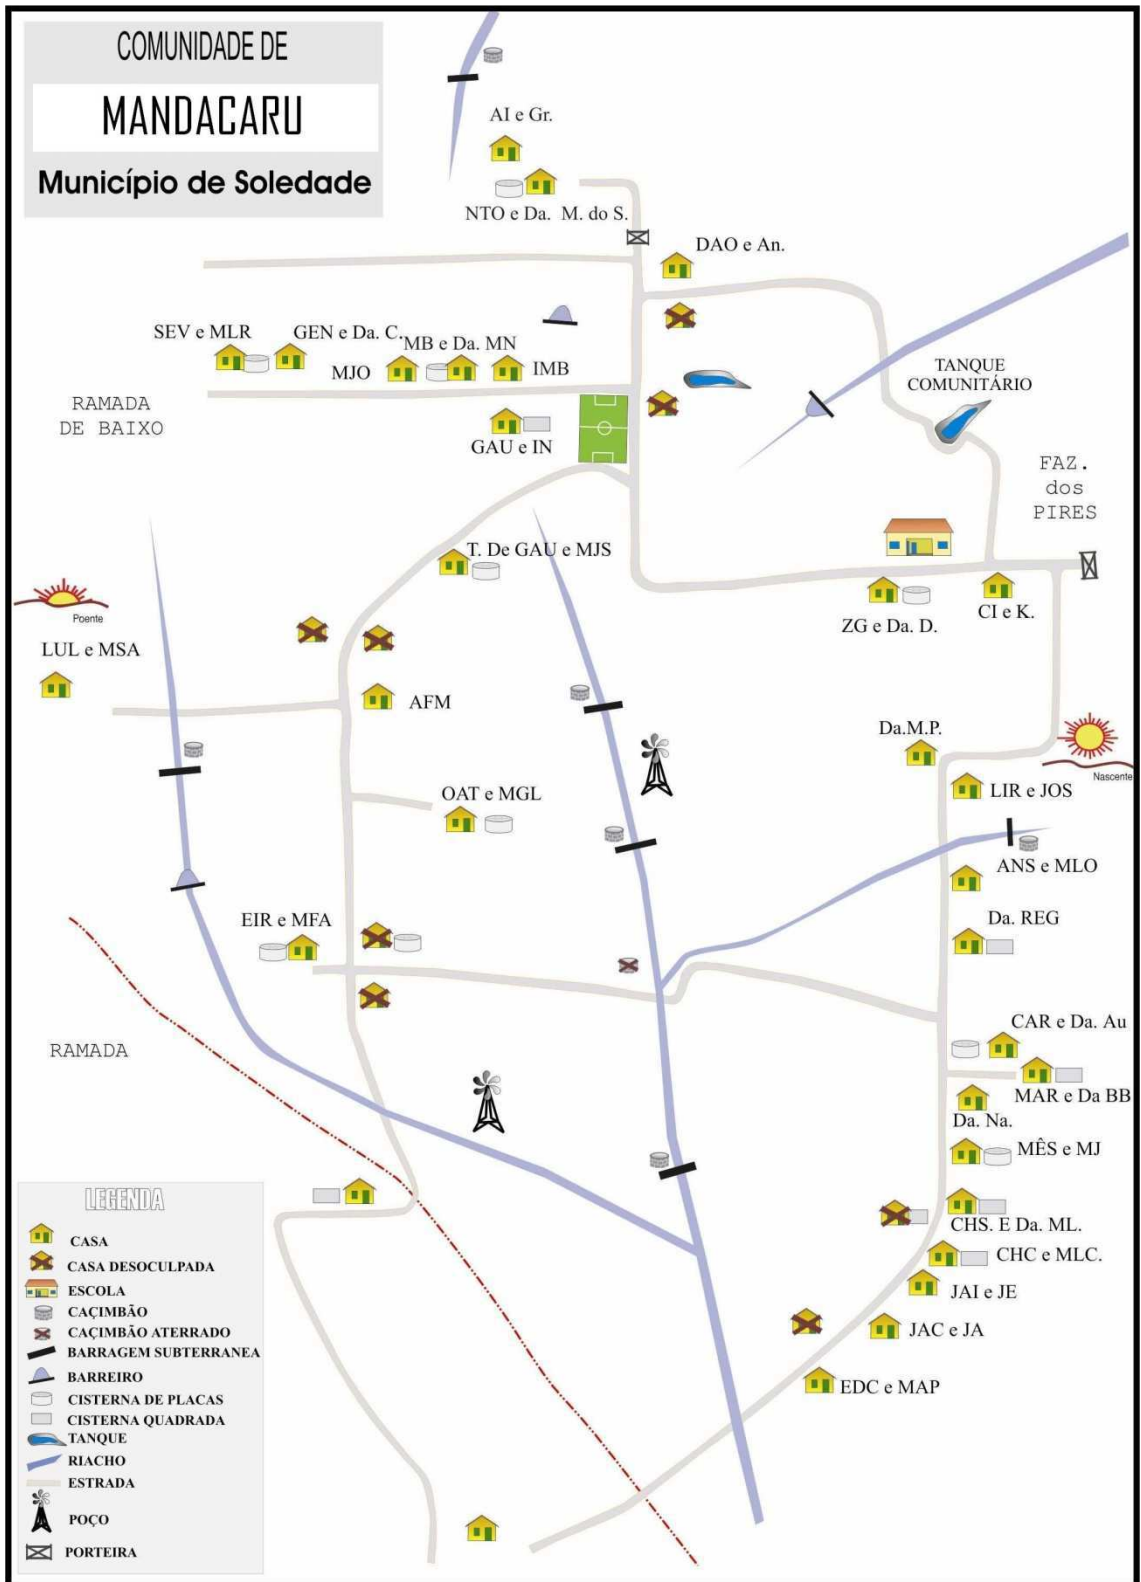 COMUNIDADE DE
MANDACARU
Município de Soledade
AI e Gr.
NTO e Da. M. do S.
DAO e An.
SEV e MLR
GEN e Da. C.
MB e Da. MN
MJO
IMB
TANQUE
COMUNITÁRIO
RAMADA
DE BAIXO
GAU e IN
FAZ.
dos
PIRES
T. De GAU e MJS
Poente
CI e K.
ZG e Da. D.
LUL e MSA
AFM
Da.M.P.
Nascente
LIR e JOS
OAT e MGL
ANS e MLO
EIR e MFA
Da. REG
CAR e Da. Au
RAMADA
MAR e Da BB
Da. Na.
MÊS e MJ
CHS. E Da. ML.
CHC e MLC.
JAI e JE
JAC e JA
EDC e MAP
LEGENDA
CASA
CASA DESOCULPADA
ESCOLA
CAÇIMBÃO
CAÇIMBÃO ATERRADO
BARRAGEM SUBTERRANEA
BARREIRO
CISTERNA DE PLACAS
CISTERNA QUADRADA
TANQUE
RIACHO
ESTRADA
POÇO
PORTEIRA